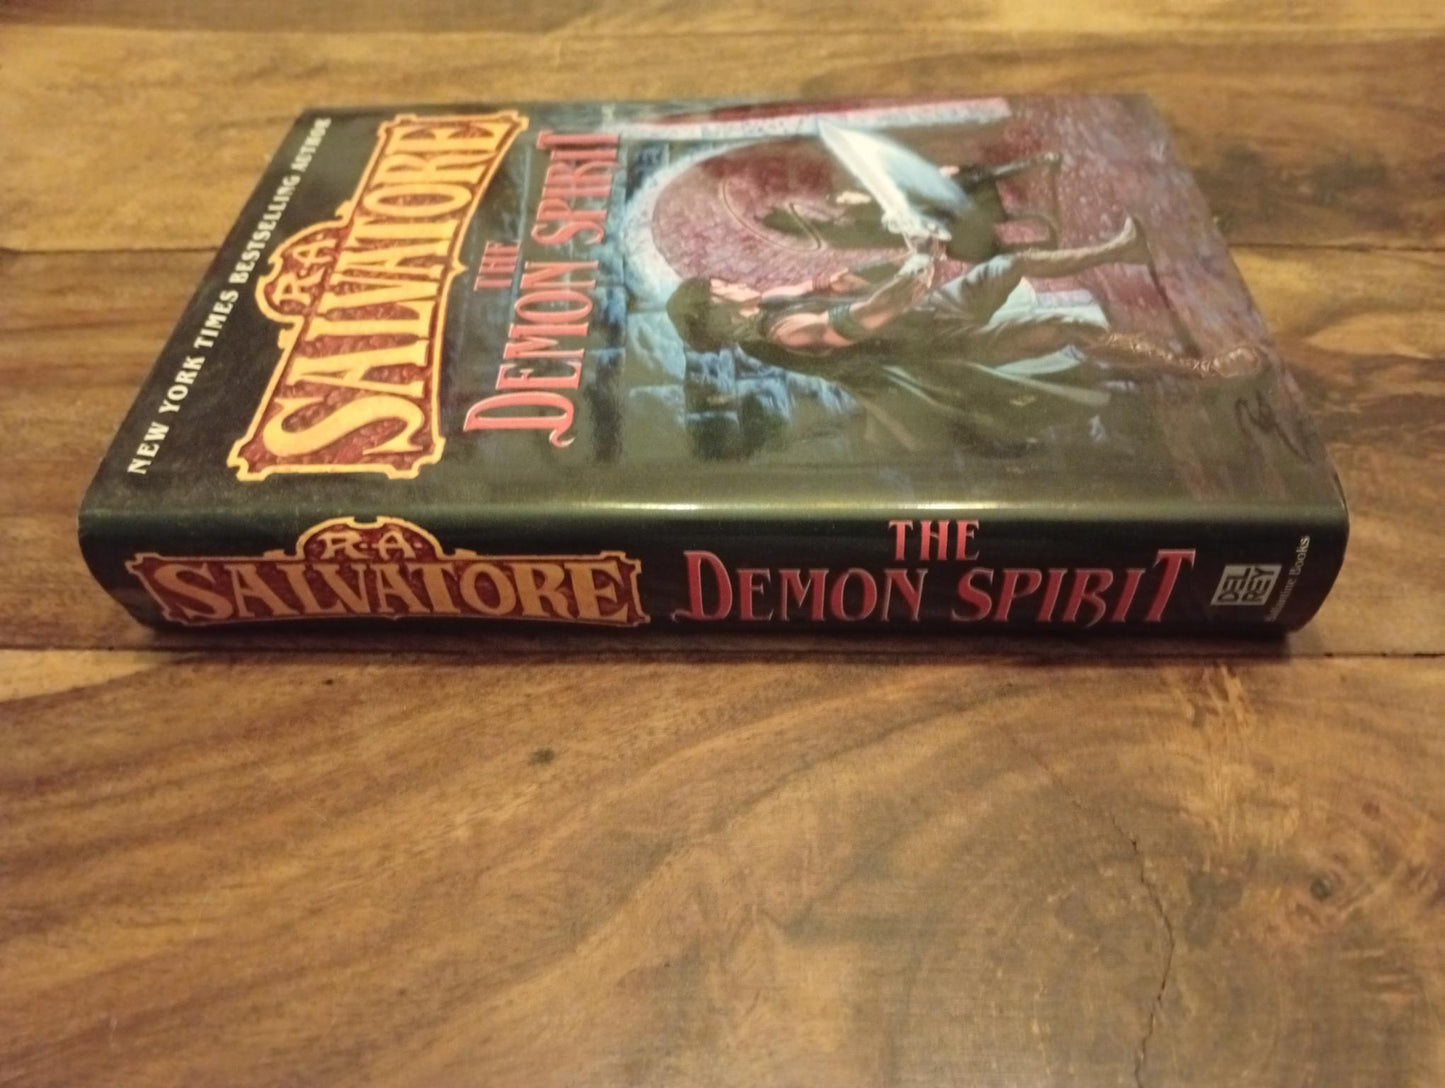 NEW YORK TIMES BESTSELLING AUTHOR
R.A.
SALVATORE
THE
DEMON SPIRIT
R·A·
SALVATORE
THE
DEMON SPIRIT
DEL
REY
Ballantine Books